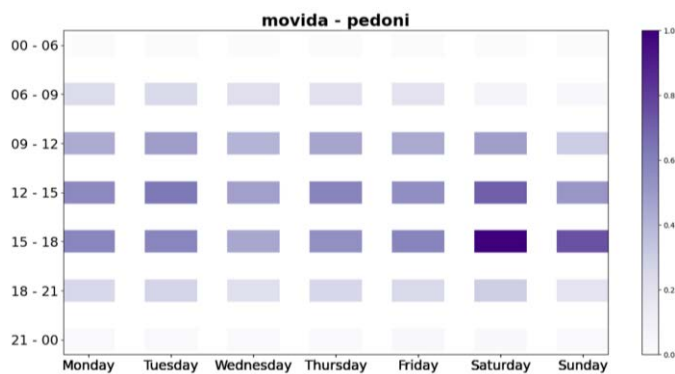 movida - pedoni
00 - 06
06 - 09
09 - 12
12 - 15
15 - 18
18 - 21
21 - 00
Monday Tuesday Wednesday Thursday Friday Saturday Sunday
1.0
0.8
0.6
0.4
0.2
0.0